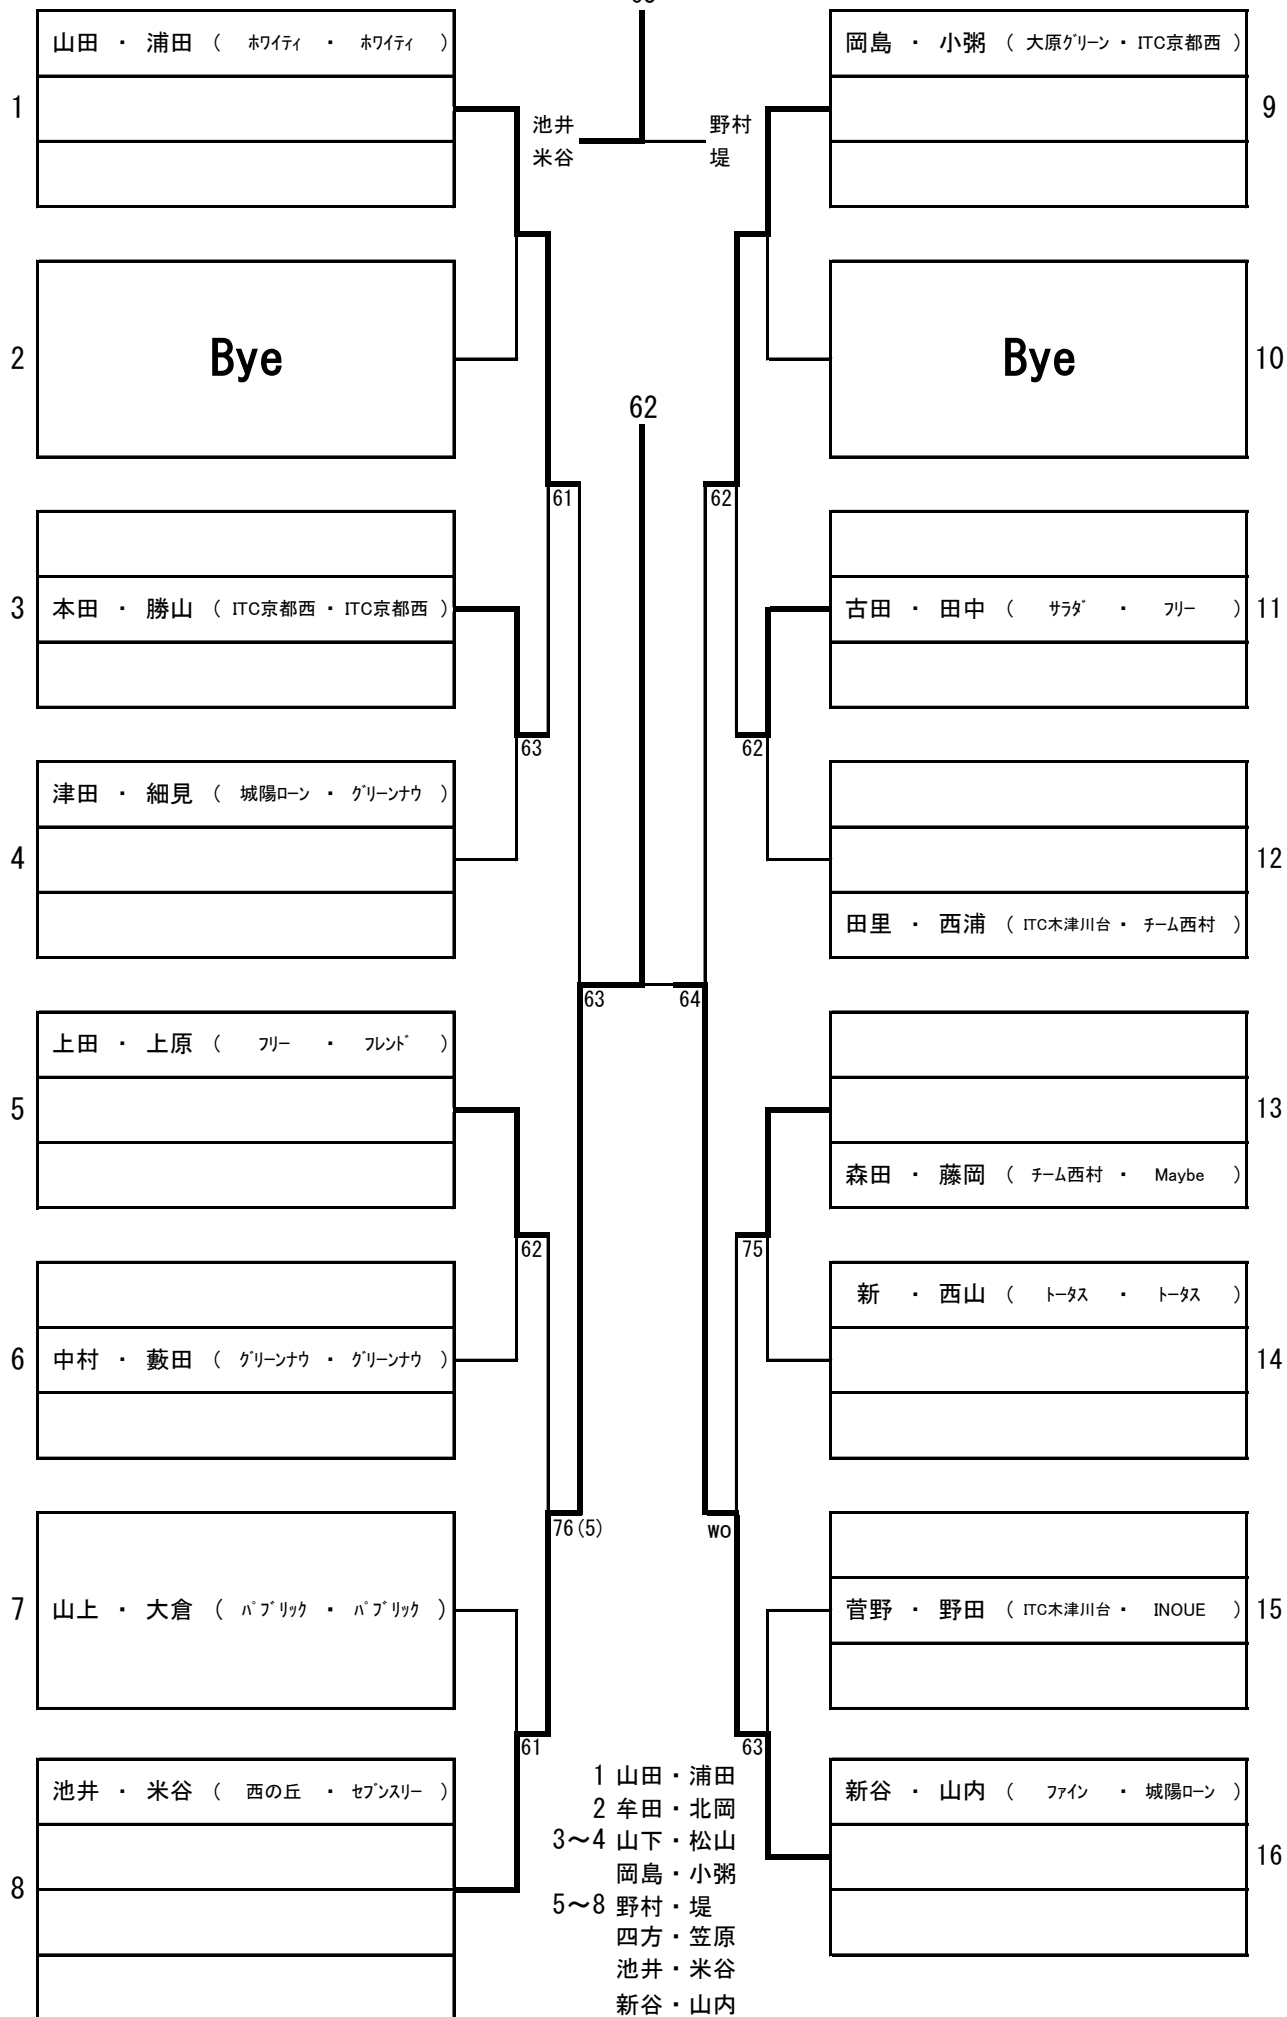 山田 ・ 浦田 ( ホワイティ ・ ホワイティ )
1
池井
米谷
野村
堤
岡島 ・ 小粥 ( 大原グリーン ・ ITC京都西 )
9
2
Bye
Bye
10
62
61
62
3
本田 ・ 勝山 ( ITC京都西 ・ ITC京都西 )
古田 ・ 田中 ( サラダ ・ フリー )
11
63
62
津田 ・ 細見 ( 城陽ローン ・ グリーンナウ )
4
12
田里 ・ 西浦 ( ITC木津川台 ・ チーム西村 )
63
64
上田 ・ 上原 ( フリー ・ フレンド )
5
13
森田 ・ 藤岡 ( チーム西村 ・ Maybe )
62
75
新 ・ 西山 ( トータス ・ トータス )
6
中村 ・ 藪田 ( グリーンナウ ・ グリーンナウ )
14
76(5)
wo
7
山上 ・ 大倉 ( パブリック ・ パブリック )
菅野 ・ 野田 ( ITC木津川台 ・ INOUE )
15
61
63
池井 ・ 米谷 ( 西の丘 ・ セブンスリー )
8
新谷 ・ 山内 ( ファイン ・ 城陽ローン )
16
1 山田・浦田
2 牟田・北岡
3～4 山下・松山
岡島・小粥
5～8 野村・堤
四方・笠原
池井・米谷
新谷・山内